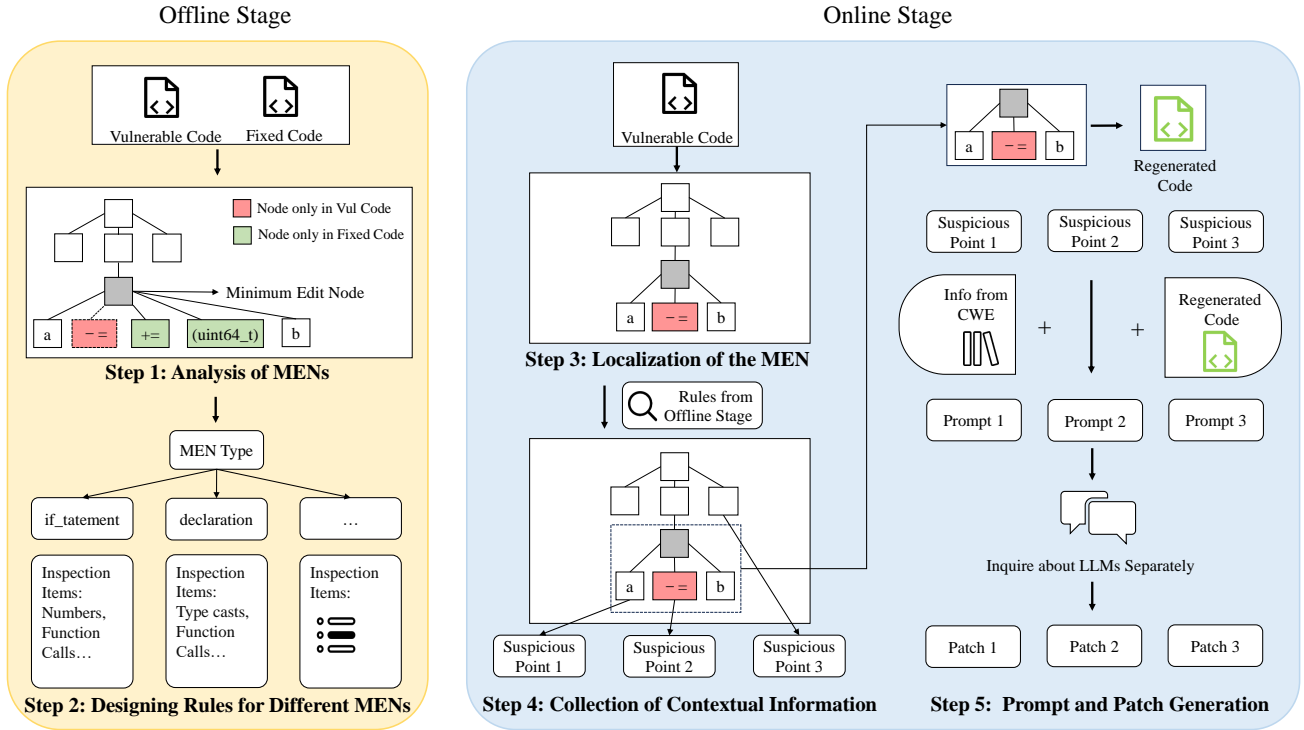 Offline Stage
Online Stage
Vulnerable Code
Fixed Code
Node only in Vul Code
Node only in Fixed Code
Minimum Edit Node
a
− =
+=
(uint64_t)
b
Step 1: Analysis of MENs
MEN Type
if_tatement
declaration
…
Inspection
Items:
Numbers,
Function
Calls…
Inspection
Items:
Type casts,
Function
Calls…
Inspection
Items:
Step 2: Designing Rules for Different MENs
Vulnerable Code
a
− =
b
Step 3: Localization of the MEN
Rules from
Offline Stage
a
− =
b
Suspicious
Point 1
Suspicious
Point 2
Suspicious
Point 3
Step 4: Collection of Contextual Information
a
− =
b
Regenerated
Code
Suspicious
Point 1
Suspicious
Point 2
Suspicious
Point 3
Info from
CWE
+
+
Regenerated
Code
Prompt 1
Prompt 2
Prompt 3
Inquire about LLMs Separately
Patch 1
Patch 2
Patch 3
Step 5: Prompt and Patch Generation